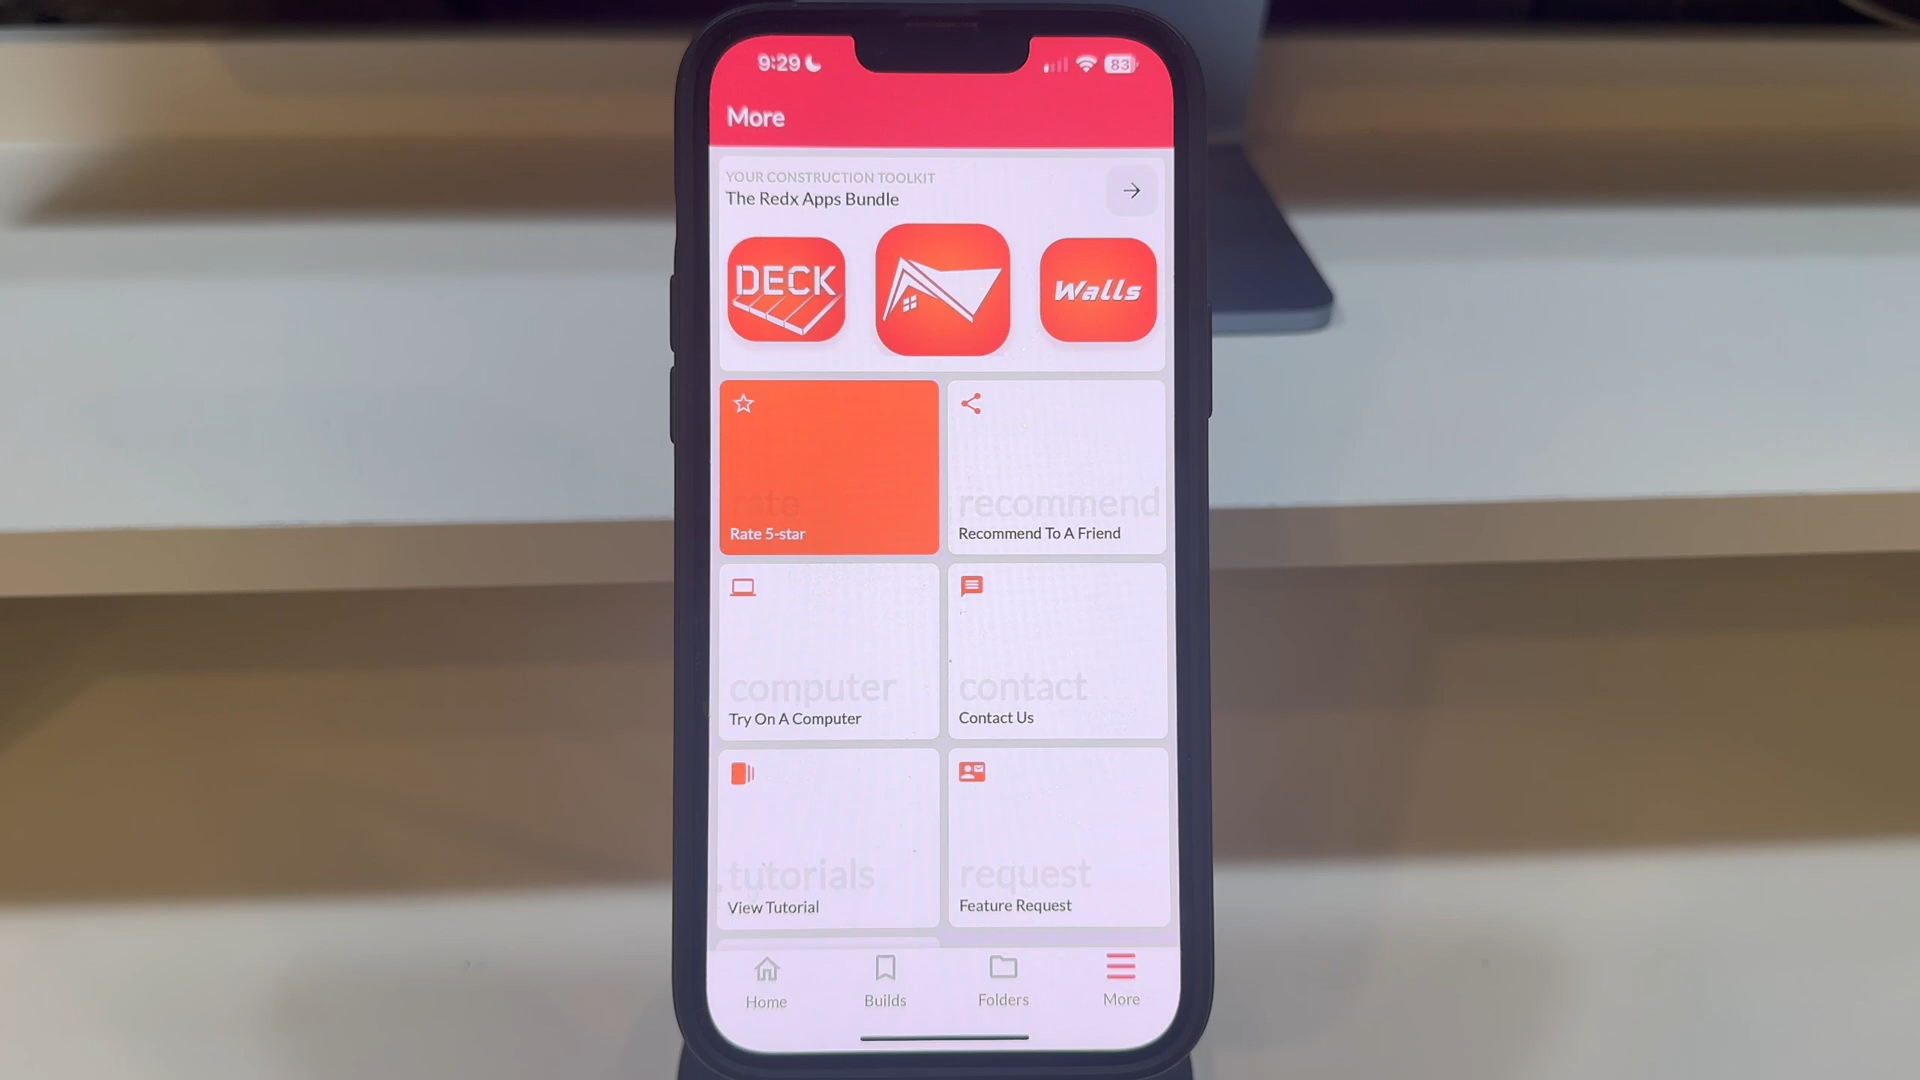 9:29
83
More
YOUR CONSTRUCTION TOOLKIT
The Redx Apps Bundle
DECK
Walls
rate
Rate 5-star
recommend
Recommend To A Friend
computer
Try On A Computer
contact
Contact Us
tutorials
View Tutorial
request
Feature Request
Home
Builds
Folders
More